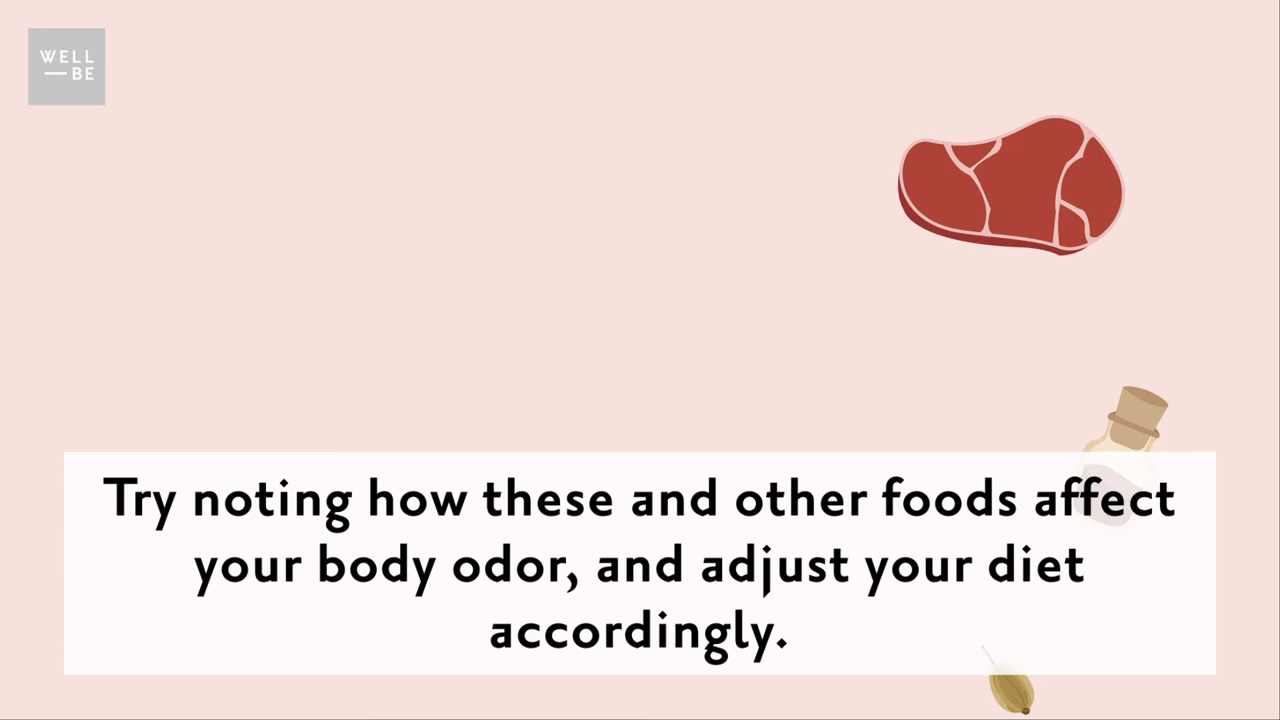 WELL
BE
Try noting how these and other foods affect
your body odor, and adjust your diet
accordingly.